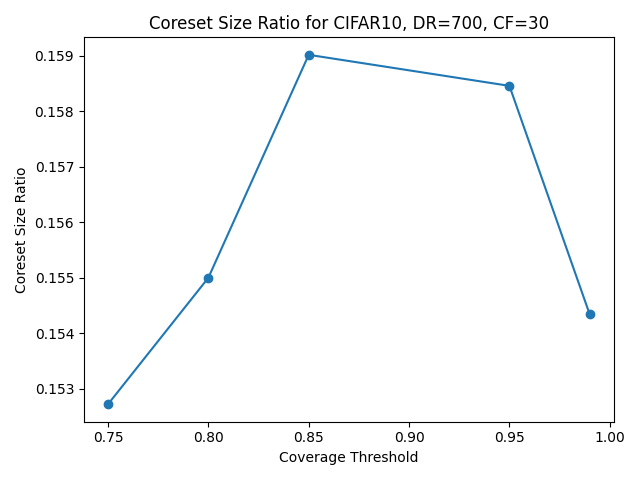 Coreset Size Ratio for CIFAR10, DR=700, CF=30
0.159
0.158
0.157
0.156
0.155
0.154
0.153
Coreset Size Ratio
0.75 0.80 0.85 0.90 0.95 1.00
Coverage Threshold